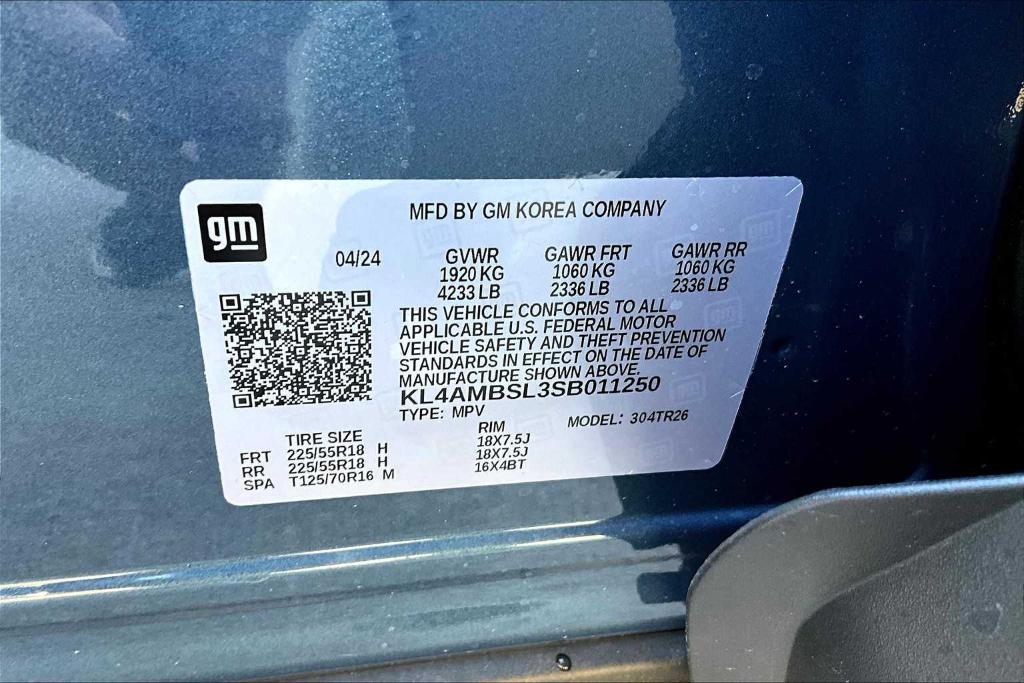 gm
MFD BY GM KOREA COMPANY
04/24
GVWR GAWR FRT GAWR RR
1920 KG 1060 KG 1060 KG
4233 LB 2336 LB 2336 LB
THIS VEHICLE CONFORMS TO ALL
APPLICABLE U.S. FEDERAL MOTOR
VEHICLE SAFETY AND THEFT PREVENTION
STANDARDS IN EFFECT ON THE DATE OF
MANUFACTURE SHOWN ABOVE.
KL4AMBSL3SB011250
TYPE: MPV MODEL: 304TR26
TIRE SIZE RIM
FRT 225/55R18 H 18X7.5J
RR 225/55R18 H 18X7.5J
SPA T125/70R16 M 16X4BT